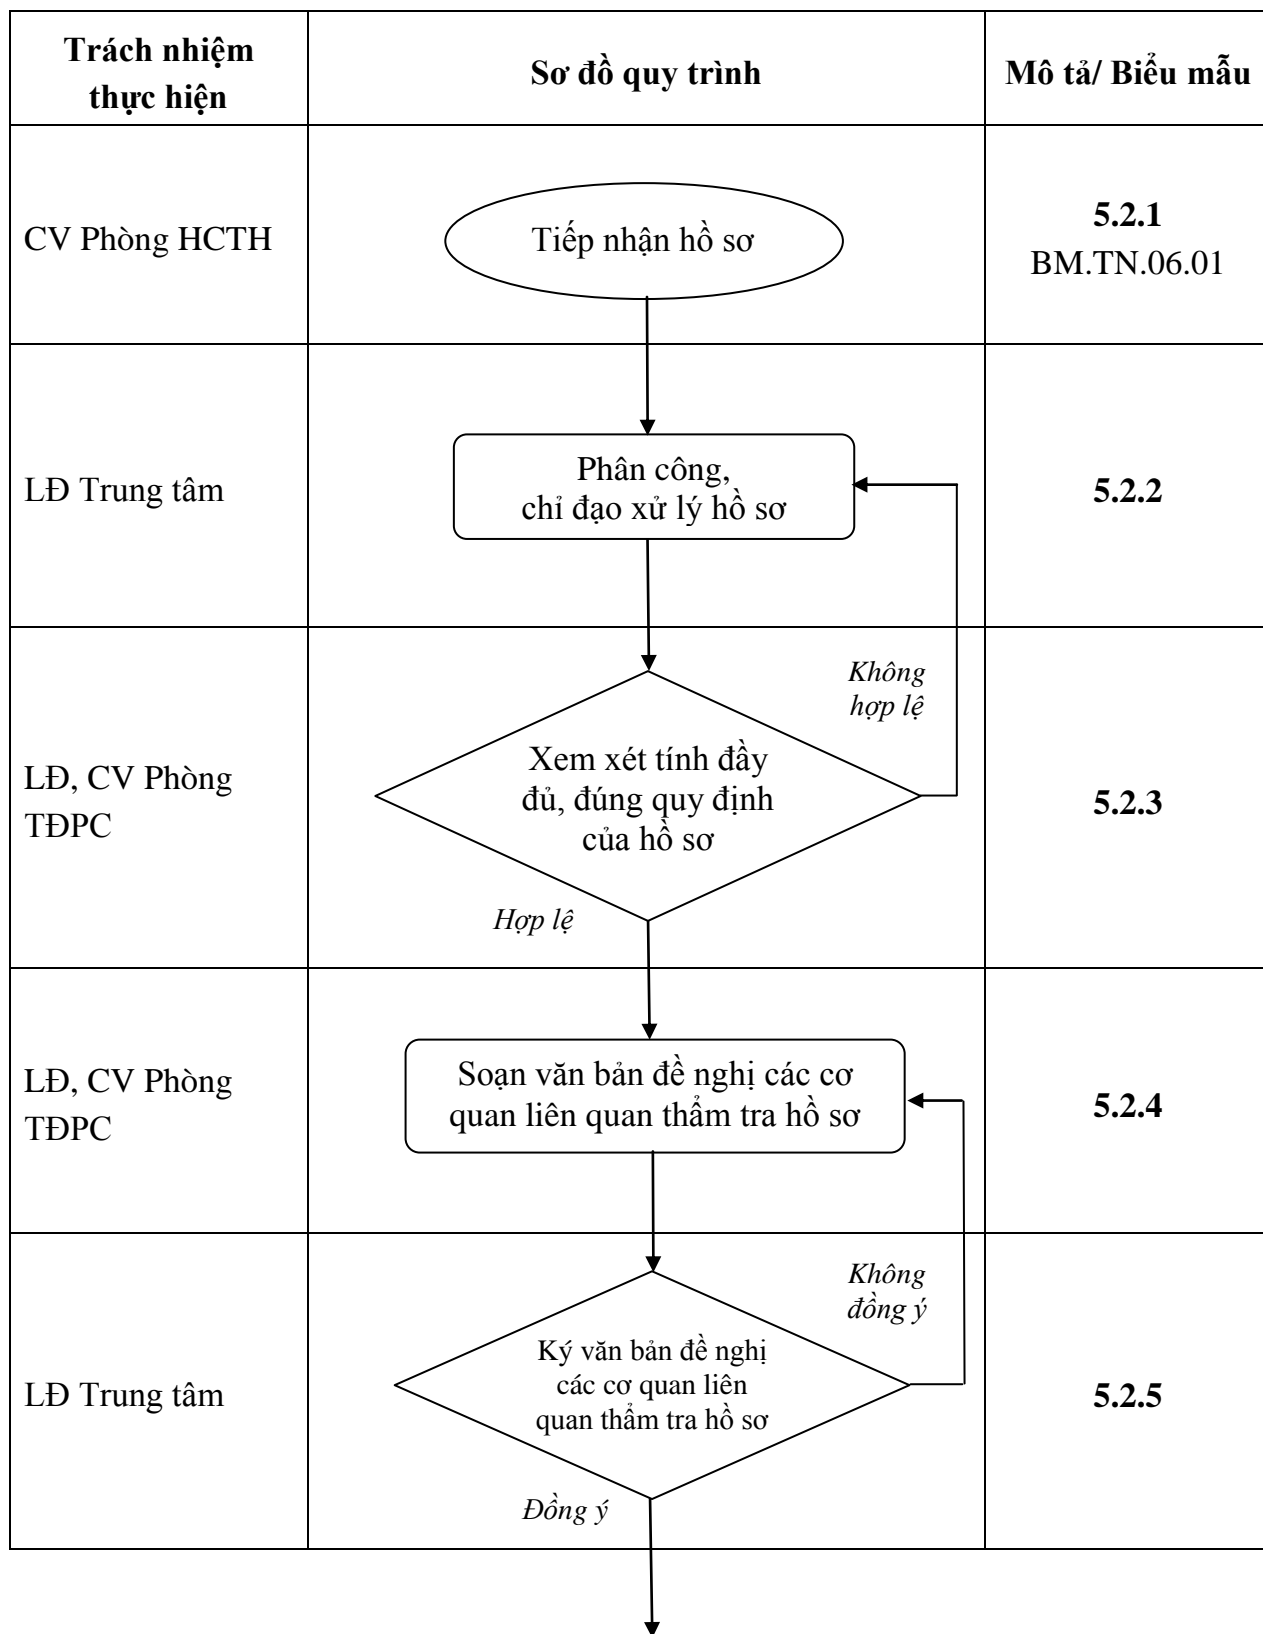 Trách nhiệm
thực hiện
Sơ đồ quy trình
Mô tả/ Biểu mẫu
CV Phòng HCTH
Tiếp nhận hồ sơ
5.2.1
BM.TN.06.01
LĐ Trung tâm
Phân công,
chỉ đạo xử lý hồ sơ
5.2.2
LĐ, CV Phòng
TĐPC
Xem xét tính đầy
đủ, đúng quy định
của hồ sơ
Không
hợp lệ
Hợp lệ
5.2.3
LĐ, CV Phòng
TĐPC
Soạn văn bản đề nghị các cơ
quan liên quan thẩm tra hồ sơ
5.2.4
LĐ Trung tâm
Ký văn bản đề nghị
các cơ quan liên
quan thẩm tra hồ sơ
Không
đồng ý
Đồng ý
5.2.5